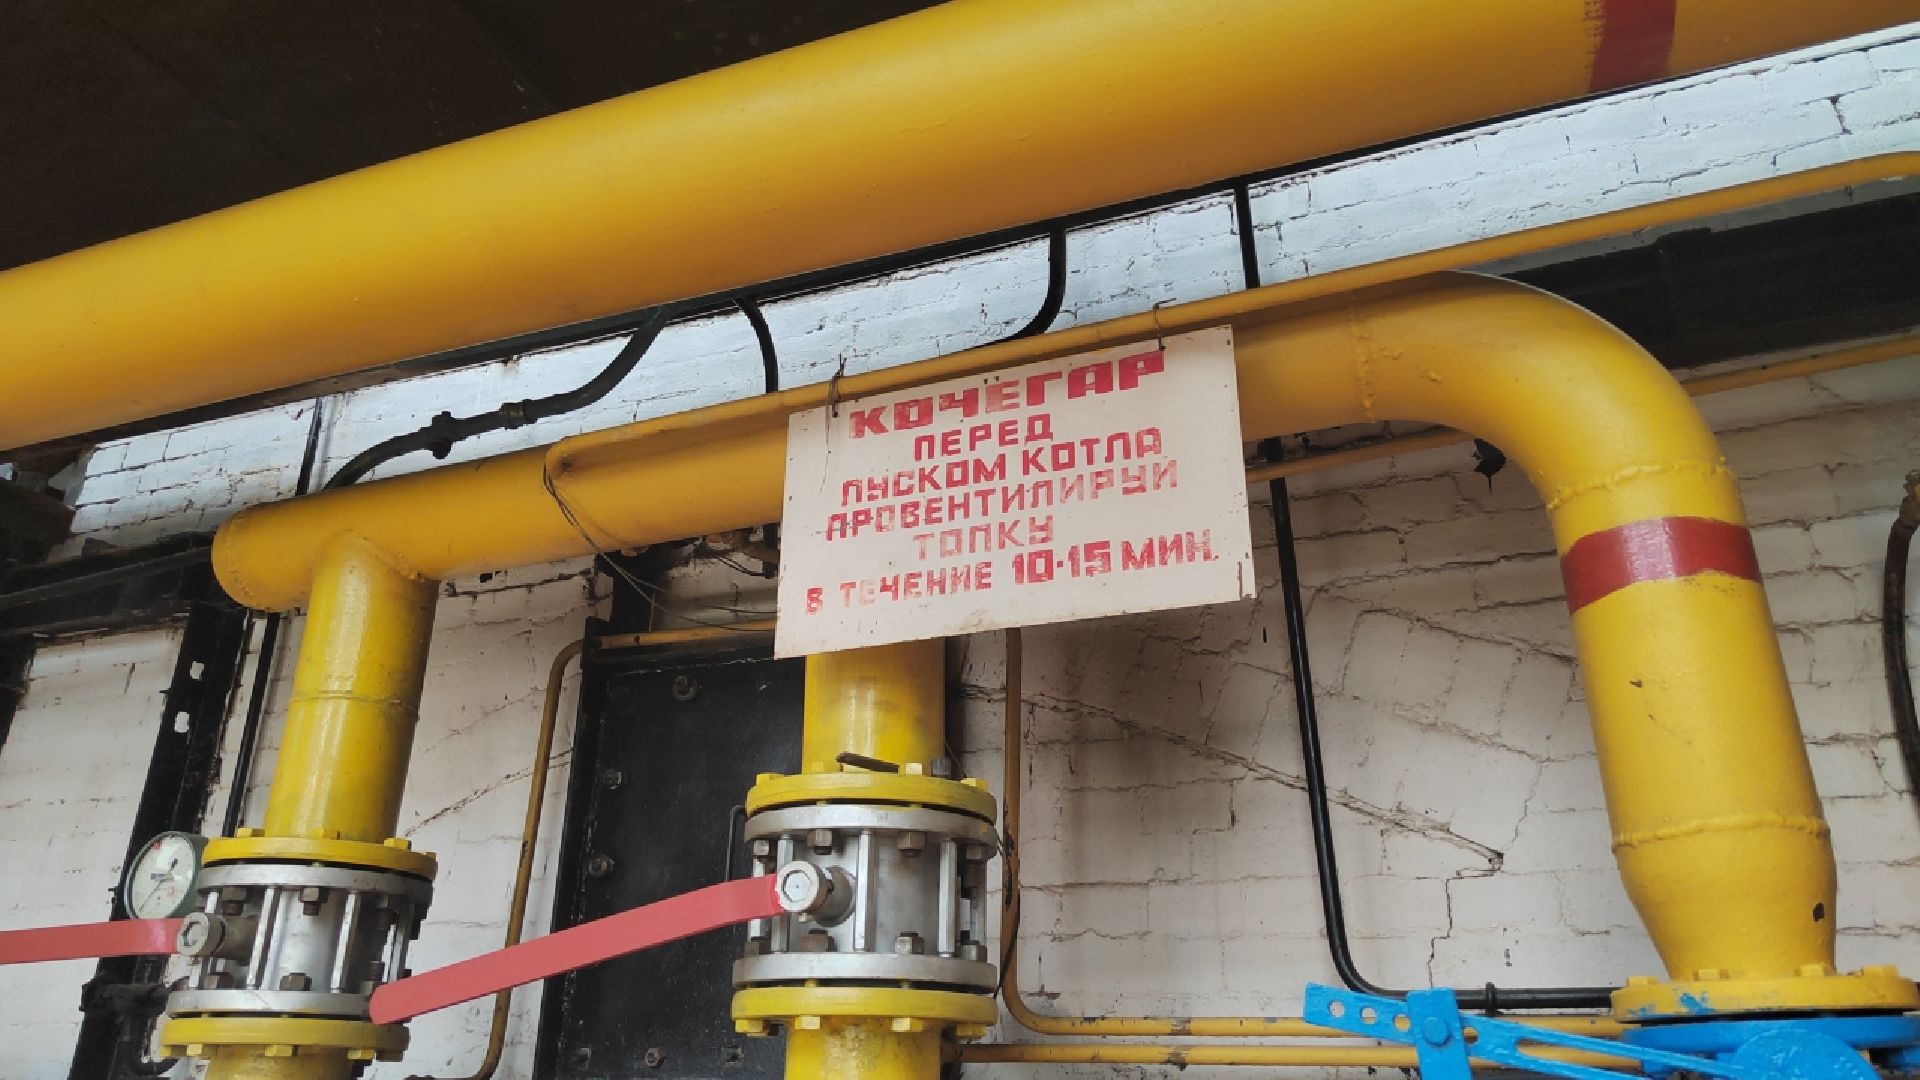 КОЧЕГАР
ПЕРЕД
ПУСКОМ КОТЛА
ПРОВЕНТИЛИРУЙ
ТОПКУ
В ТЕЧЕНИЕ 10-15 МИН.